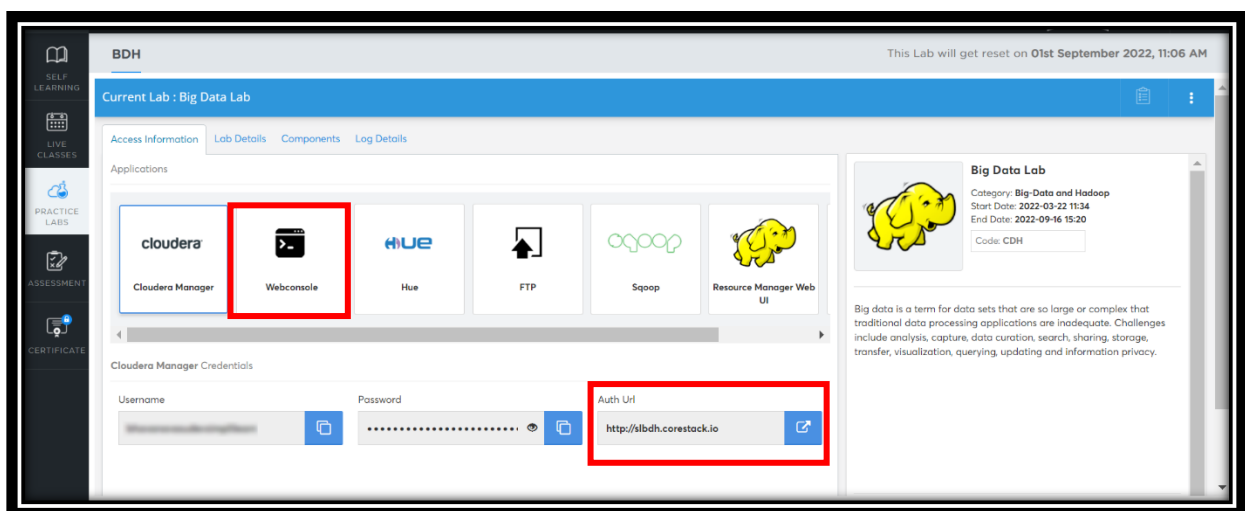 BDH
This Lab will get reset on 01st September 2022, 11:06 AM
SELF
LEARNING
LIVE
CLASSES
PRACTICE
LABS
ASSESSMENT
CERTIFICATE
Current Lab : Big Data Lab
Access Information Lab Details Components Log Details
Applications
cloudera
Cloudera Manager
Webconsole
HUE
Hue
FTP
sqoop
Sqoop
Resource Manager Web
UI
Cloudera Manager Credentials
Username
Password
Auth Url
http://slbdh.corestack.io
Big Data Lab
Category: Big-Data and Hadoop
Start Date: 2022-03-22 11:34
End Date: 2022-09-16 15:20
Code: CDH
Big data is a term for data sets that are so large or complex that
traditional data processing applications are inadequate. Challenges
include analysis, capture, data curation, search, sharing, storage,
transfer, visualization, querying, updating and information privacy.